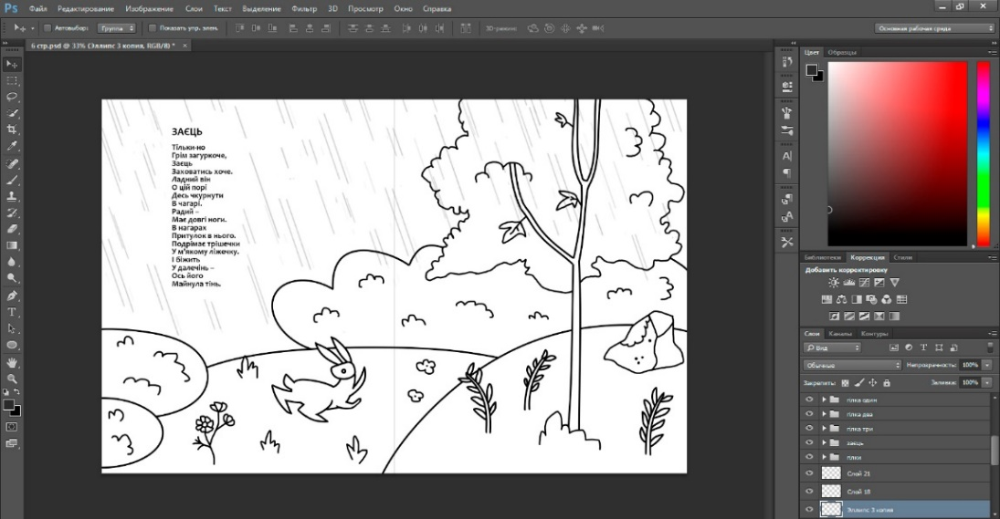 Ps Файл Редактирование Изображение Слои Текст Выделение Фильтр 3D Просмотр Окно Справка
Автовыбор: Группа Показать упр. элем. 3D-режим: Основная рабочая среда
6 стр.psd @ 33% (Эллипс 3 копия, RGB/8) * ×
Цвет Образцы
ЗАЄЦЬ
Тільки-но
Грім загуркоче,
Заєць
Заховатись хоче.
Ладний він
О цій порі
Десь чкурнути
В чагарі.
Радий –
Має довгі ноги.
В нагарах
Притулок в нього.
Подрімає трішечки
У м'якому ліжечку.
І біжить
У далечінь –
Ось його
Майнула тінь.
Библиотеки Коррекция Стили
Добавить корректировку
Слои Каналы Контуры
Вид
Обычные Непрозрачность: 100%
Закрепить: Заливка: 100%
гілка один
гілка два
гілка три
заєць
гілки
Слой 21
Слой 18
Эллипс 3 копия